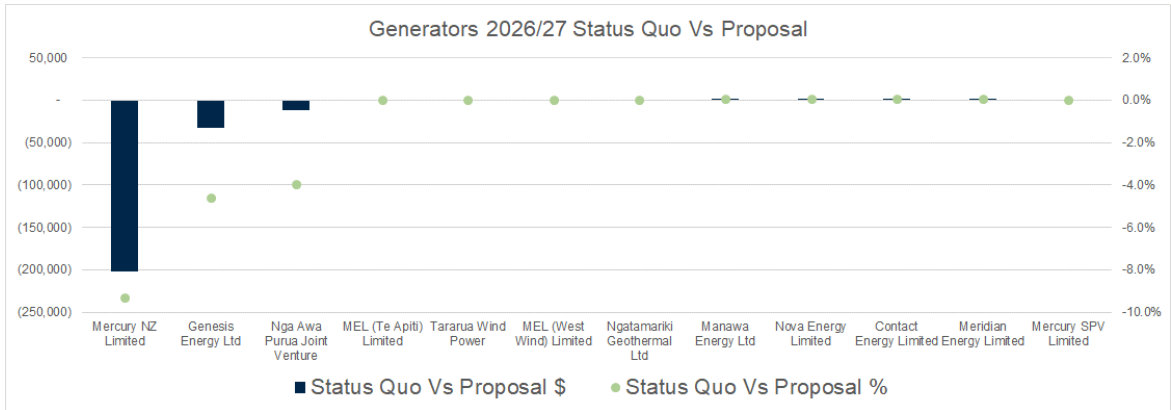 Generators 2026/27 Status Quo Vs Proposal
50,000
-
(50,000)
(100,000)
(150,000)
(200,000)
(250,000)
2.0%
0.0%
-2.0%
-4.0%
-6.0%
-8.0%
-10.0%
Mercury NZ
Limited
Genesis
Energy Ltd
Nga Awa
Purua Joint
Venture
MEL (Te Apiti)
Limited
Tararua Wind
Power
MEL (West
Wind) Limited
Ngatamariki
Geothermal
Ltd
Manawa
Energy Ltd
Nova Energy
Limited
Contact
Energy Limited
Meridian
Energy Limited
Mercury SPV
Limited
Status Quo Vs Proposal $
Status Quo Vs Proposal %